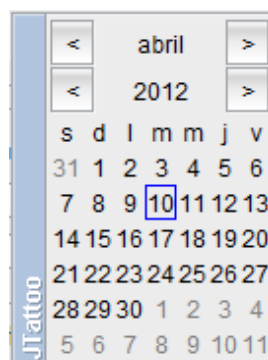 < abril >
< 2012 >
s d l m m j v
31 1 2 3 4 5 6
7 8 9 10 11 12 13
14 15 16 17 18 19 20
21 22 23 24 25 26 27
28 29 30 1 2 3 4
5 6 7 8 9 10 11
JTattoo